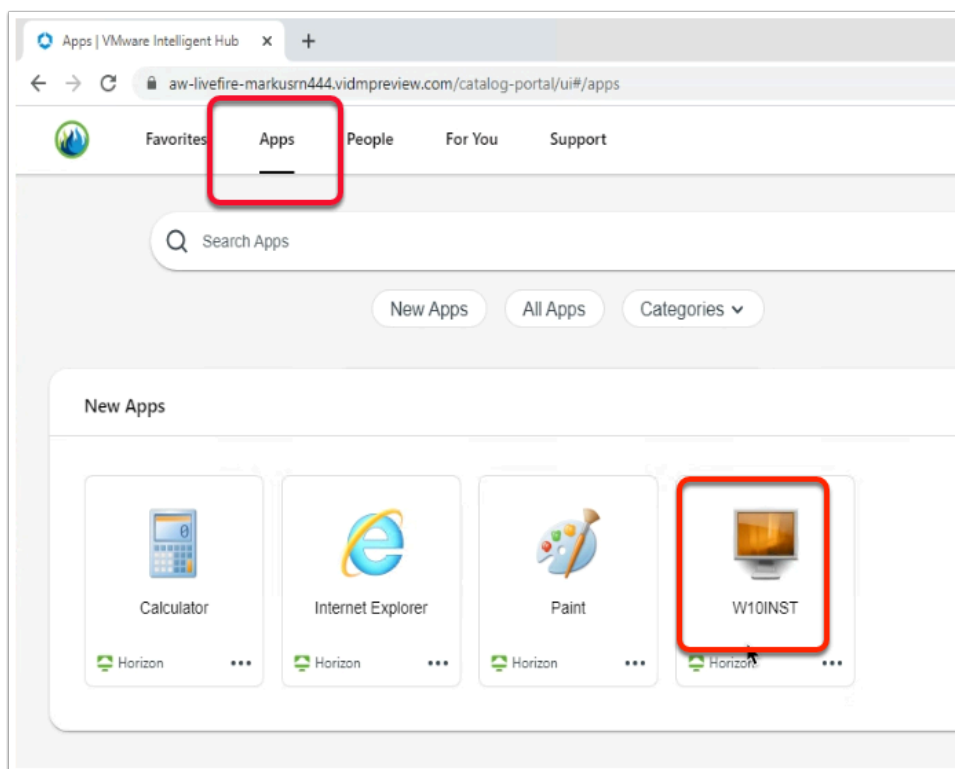 Apps | VMware Intelligent Hub
aw-livefire-markusrn444.vidmpreview.com/catalog-portal/ui#/apps
Favorites Apps People For You Support
Search Apps
New Apps All Apps Categories
New Apps
0
Calculator Internet Explorer Paint W10INST
Horizon Horizon Horizon Horizon